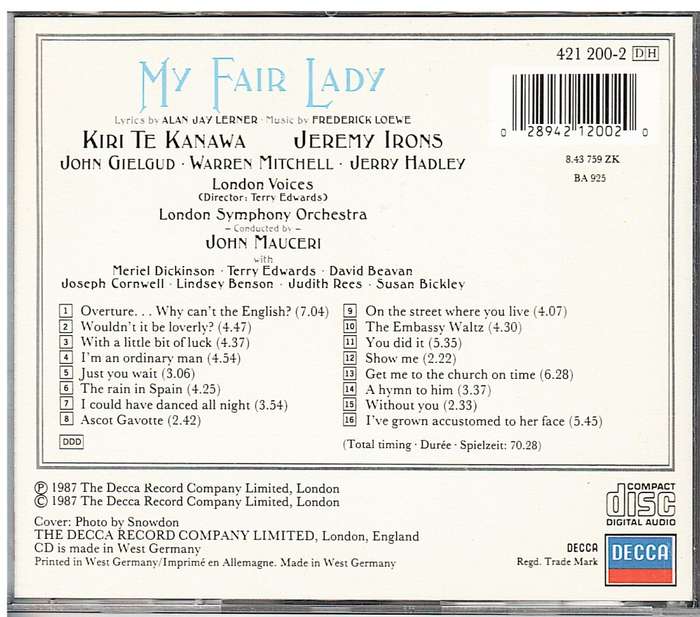 421 200-2 DH
MY FAIR LADY
Lyrics by ALAN JAY LERNER · Music by FREDERICK LOEWE
KIRI TE KANAWA JEREMY IRONS
JOHN GIELGUD · WARREN MITCHELL · JERRY HADLEY
London Voices
(Director: Terry Edwards)
London Symphony Orchestra
– Conducted by –
JOHN MAUCERI
with
Meriel Dickinson · Terry Edwards · David Beavan
Joseph Cornwell · Lindsey Benson · Judith Rees · Susan Bickley
0 28942 12002 0
8.43 759 ZK
BA 925
1 Overture. . . Why can't the English? (7.04)
2 Wouldn't it be loverly? (4.47)
3 With a little bit of luck (4.37)
4 I'm an ordinary man (4.54)
5 Just you wait (3.06)
6 The rain in Spain (4.25)
7 I could have danced all night (3.54)
8 Ascot Gavotte (2.42)
DDD
9 On the street where you live (4.07)
10 The Embassy Waltz (4.30)
11 You did it (5.35)
12 Show me (2.22)
13 Get me to the church on time (6.28)
14 A hymn to him (3.37)
15 Without you (2.33)
16 I've grown accustomed to her face (5.45)
(Total timing · Durée · Spielzeit: 70.28)
Ⓟ 1987 The Decca Record Company Limited, London
© 1987 The Decca Record Company Limited, London
Cover: Photo by Snowdon
THE DECCA RECORD COMPANY LIMITED, London, England
CD is made in West Germany
Printed in West Germany/Imprimé en Allemagne. Made in West Germany
COMPACT
disc
DIGITAL AUDIO
DECCA
Regd. Trade Mark
DECCA